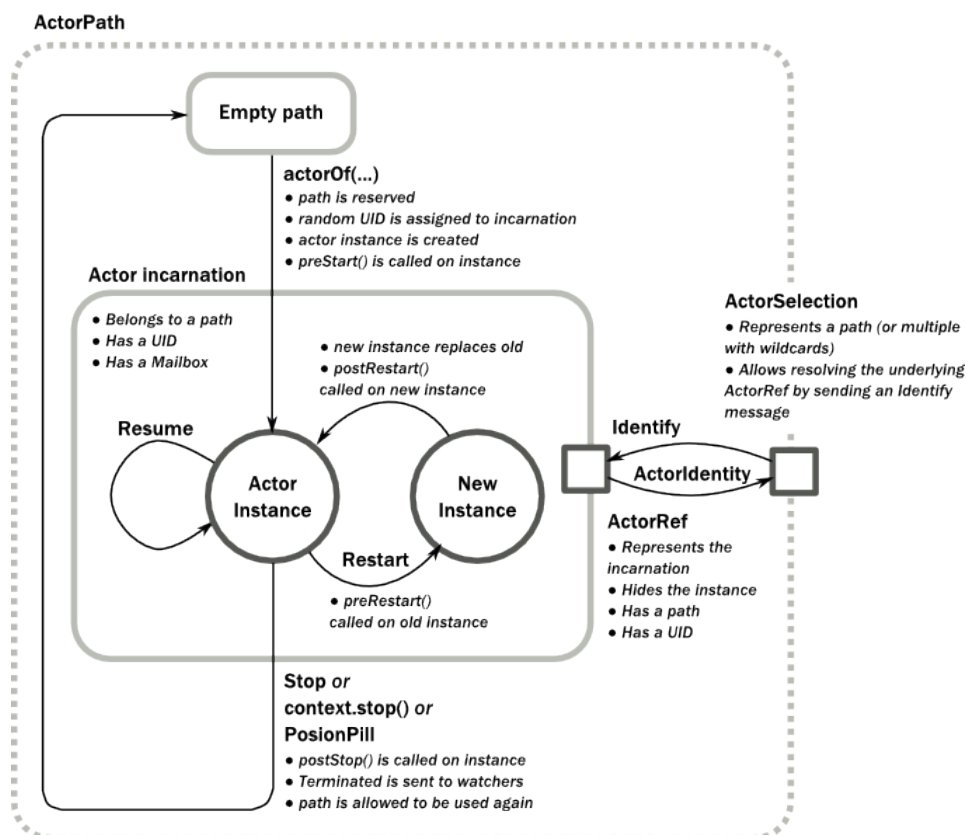 ActorPath
Empty path
actorOf(...)
● path is reserved
● random UID is assigned to incarnation
● actor instance is created
● preStart() is called on instance
Actor incarnation
● Belongs to a path
● Has a UID
● Has a Mailbox
● new instance replaces old
● postRestart()
called on new instance
Resume
Actor
Instance
New
Instance
Restart
● preRestart()
called on old instance
ActorSelection
● Represents a path (or multiple
with wildcards)
● Allows resolving the underlying
ActorRef by sending an Identify
message
Identify
ActorIdentity
ActorRef
● Represents the
incarnation
● Hides the instance
● Has a path
● Has a UID
Stop or
context.stop() or
PosionPill
● postStop() is called on instance
● Terminated is sent to watchers
● path is allowed to be used again